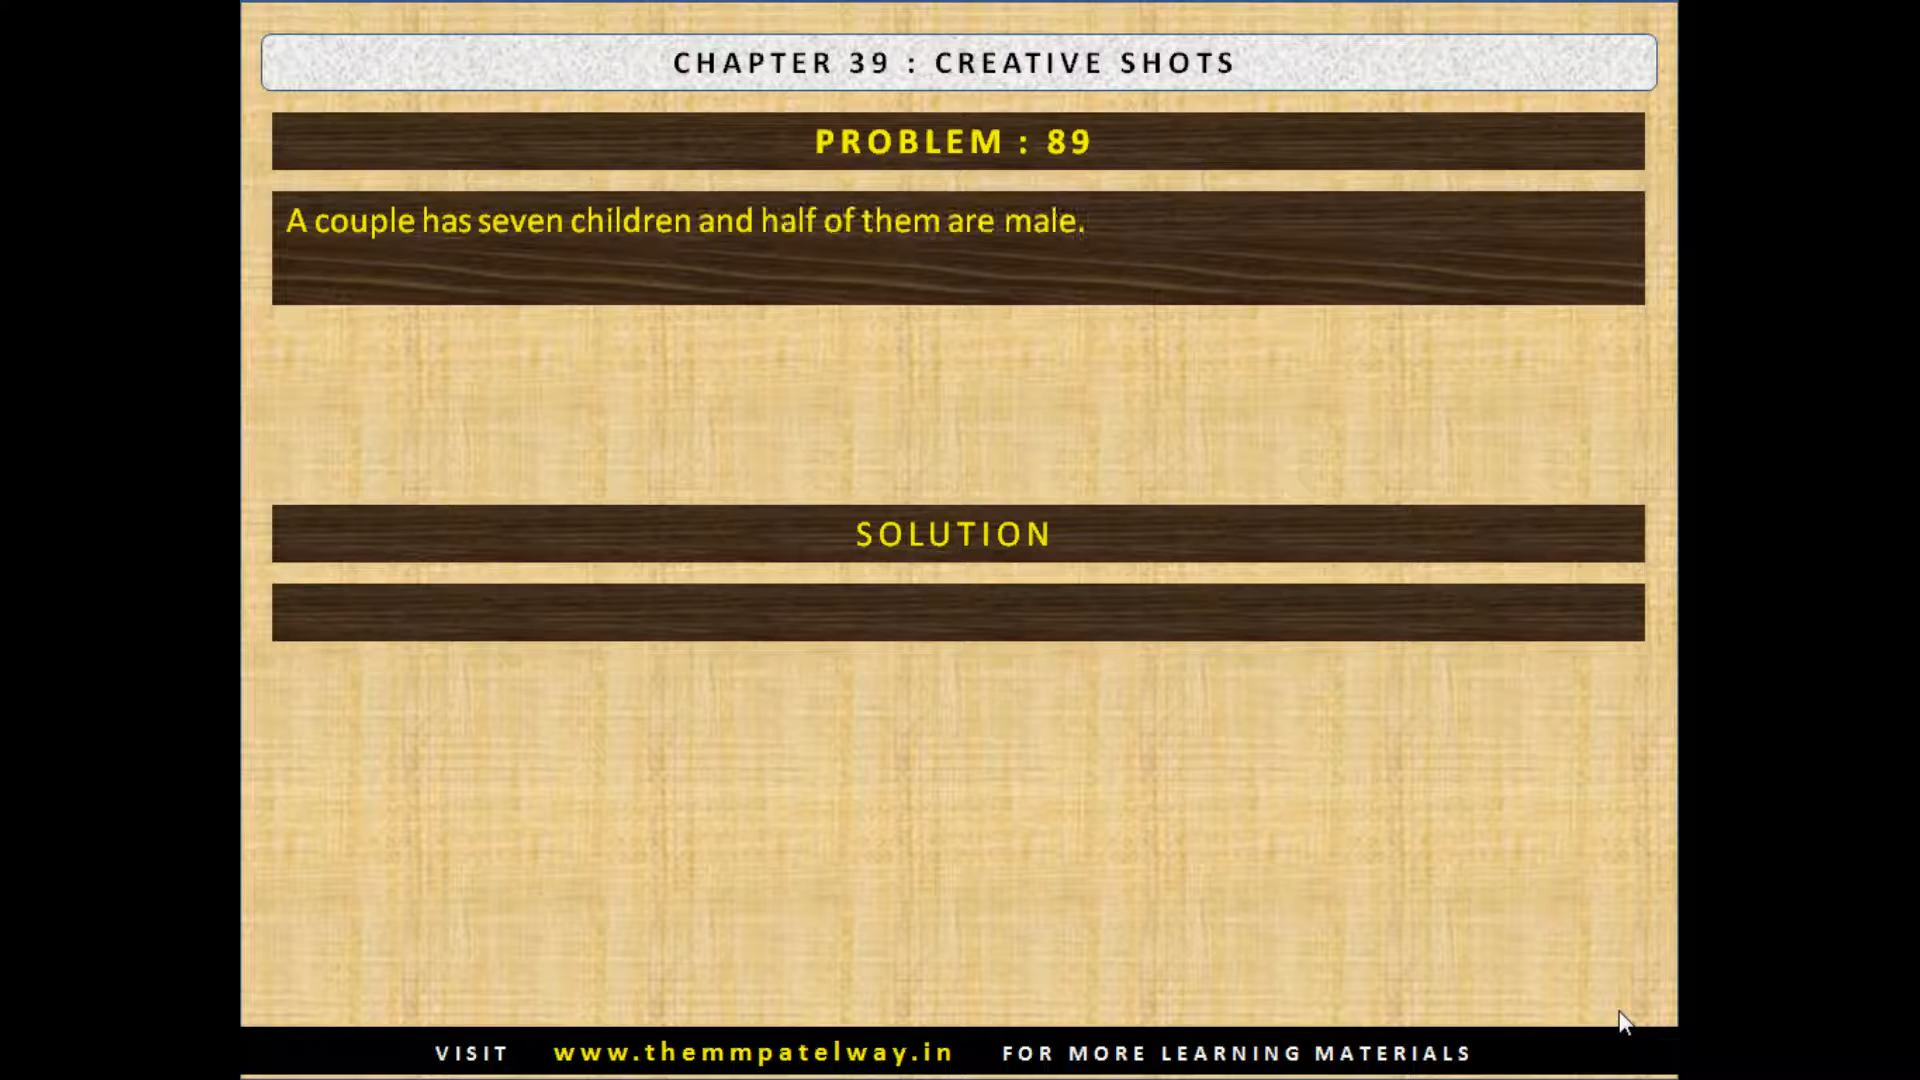 CHAPTER 39 : CREATIVE SHOTS
PROBLEM : 89
A couple has seven children and half of them are male.
SOLUTION
VISIT www.themmpatelway.in FOR MORE LEARNING MATERIALS